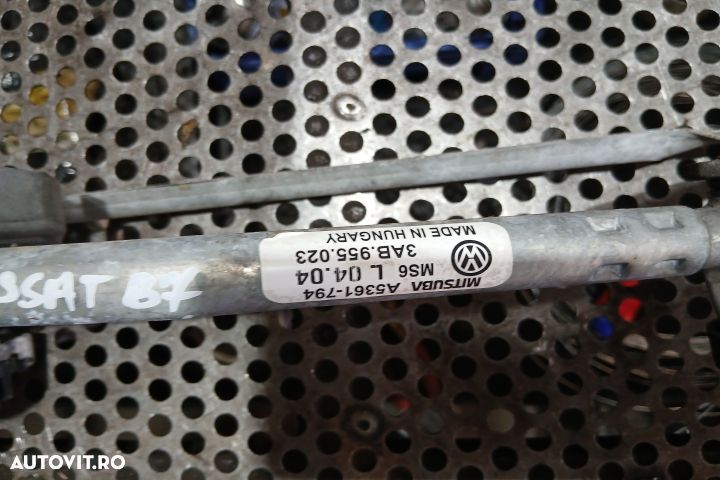 MITSUBA A5361-794
MS6 L 04.04
3AB.955.023
MADE IN HUNGARY
SSAT B7
AUTOVIT.RO